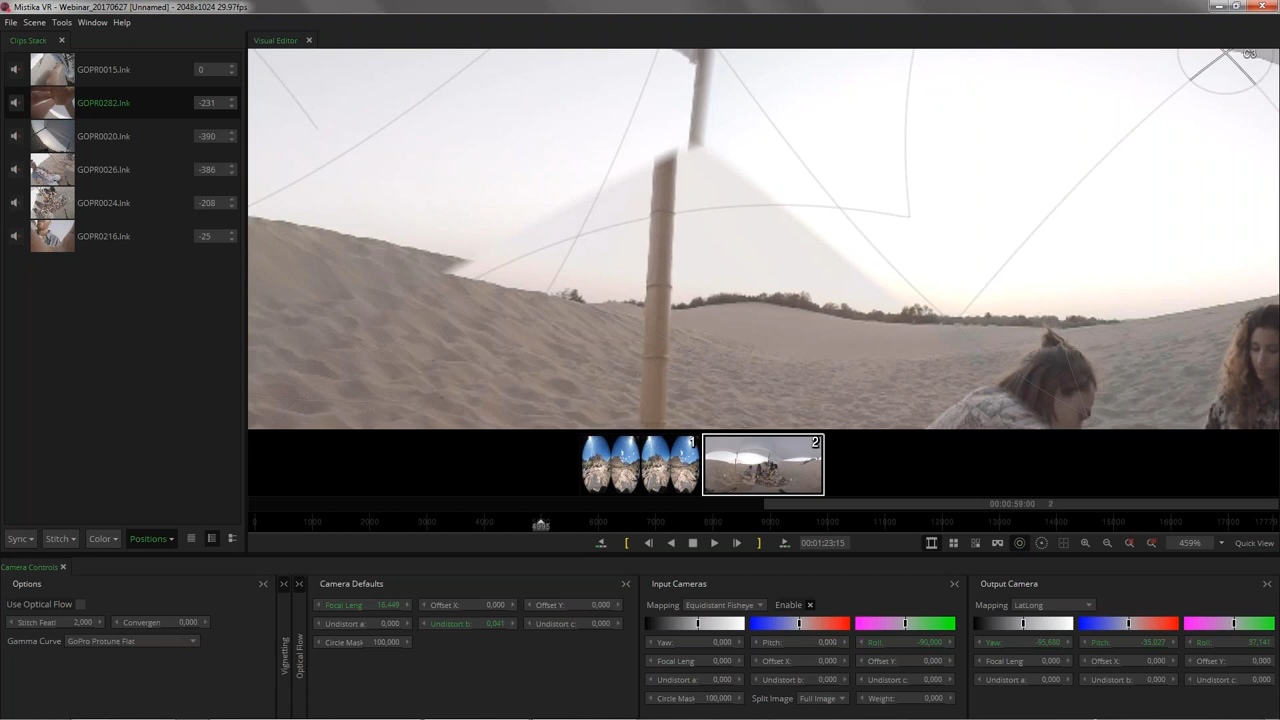 Mistika VR - Webinar_20170627 [Unnamed] - 2048x1024 29.97fps
File Scene Tools Window Help
Clips Stack
Visual Editor
GOPR0015.lnk 0
GOPR0282.lnk -231
GOPR0020.lnk -390
GOPR0026.lnk -386
GOPR0024.lnk -208
GOPR0216.lnk -25
C3
1
2
00:00:59:00 2
0 1000 2000 3000 4000 4995 6000 7000 8000 9000 10000 11000 12000 13000 14000 15000 16000 17000 1777
Sync Stitch Color Positions
00:01:23:15
459% Quick View
Camera Controls
Options
Use Optical Flow
Stitch Feati 2,000 Convergen 0,000
Gamma Curve GoPro Protune Flat
Vignetting
Optical Flow
Camera Defaults
Focal Leng 16,449 Offset X: 0,000 Offset Y: 0,000
Undistort a: 0,000 Undistort b: 0,041 Undistort c: 0,000
Circle Mask 100,000
Input Cameras
Mapping Equidistant Fisheye Enable
Yaw: 0,000 Pitch: 0,000 Roll: -90,000
Focal Leng 0,000 Offset X: 0,000 Offset Y: 0,000
Undistort a: 0,000 Undistort b: 0,000 Undistort c: 0,000
Circle Mask 100,000 Split Image Full Image Weight: 0,000
Output Camera
Mapping LatLong
Yaw: -95,680 Pitch: -35,027 Roll: 37,141
Focal Leng 0,000 Offset X: 0,000 Offset Y: 0,000
Undistort a: 0,000 Undistort b: 0,000 Undistort c: 0,000